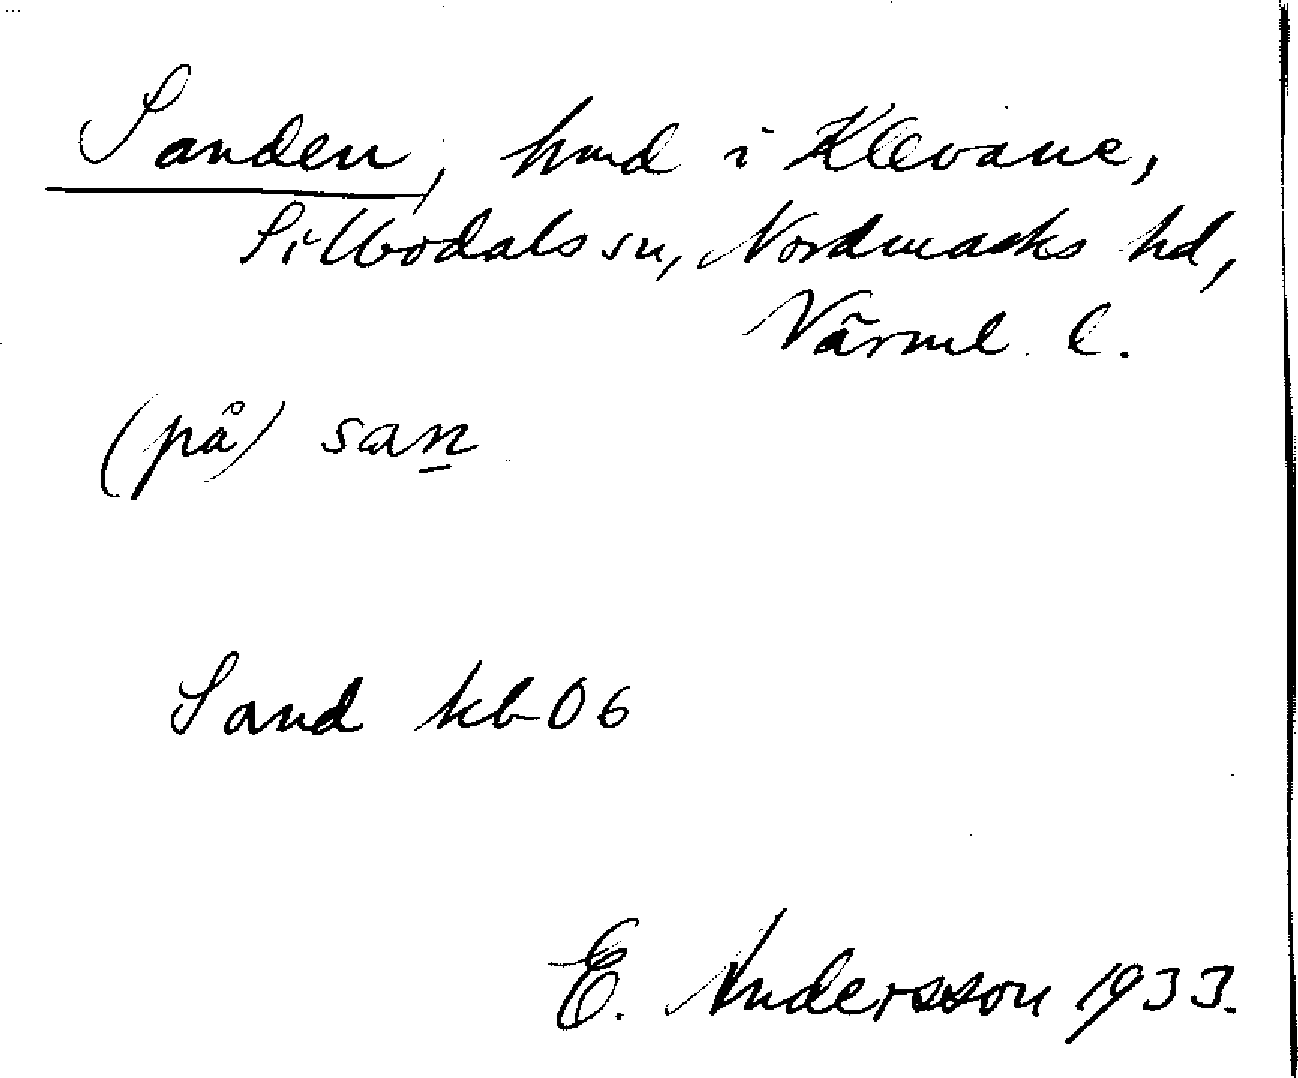 Sanden, hmd i Klevane,
Silbodals sn, Nordmarks hd,
Värml. l.
(på) san
Sand kb 06
E. Andersson 1933.